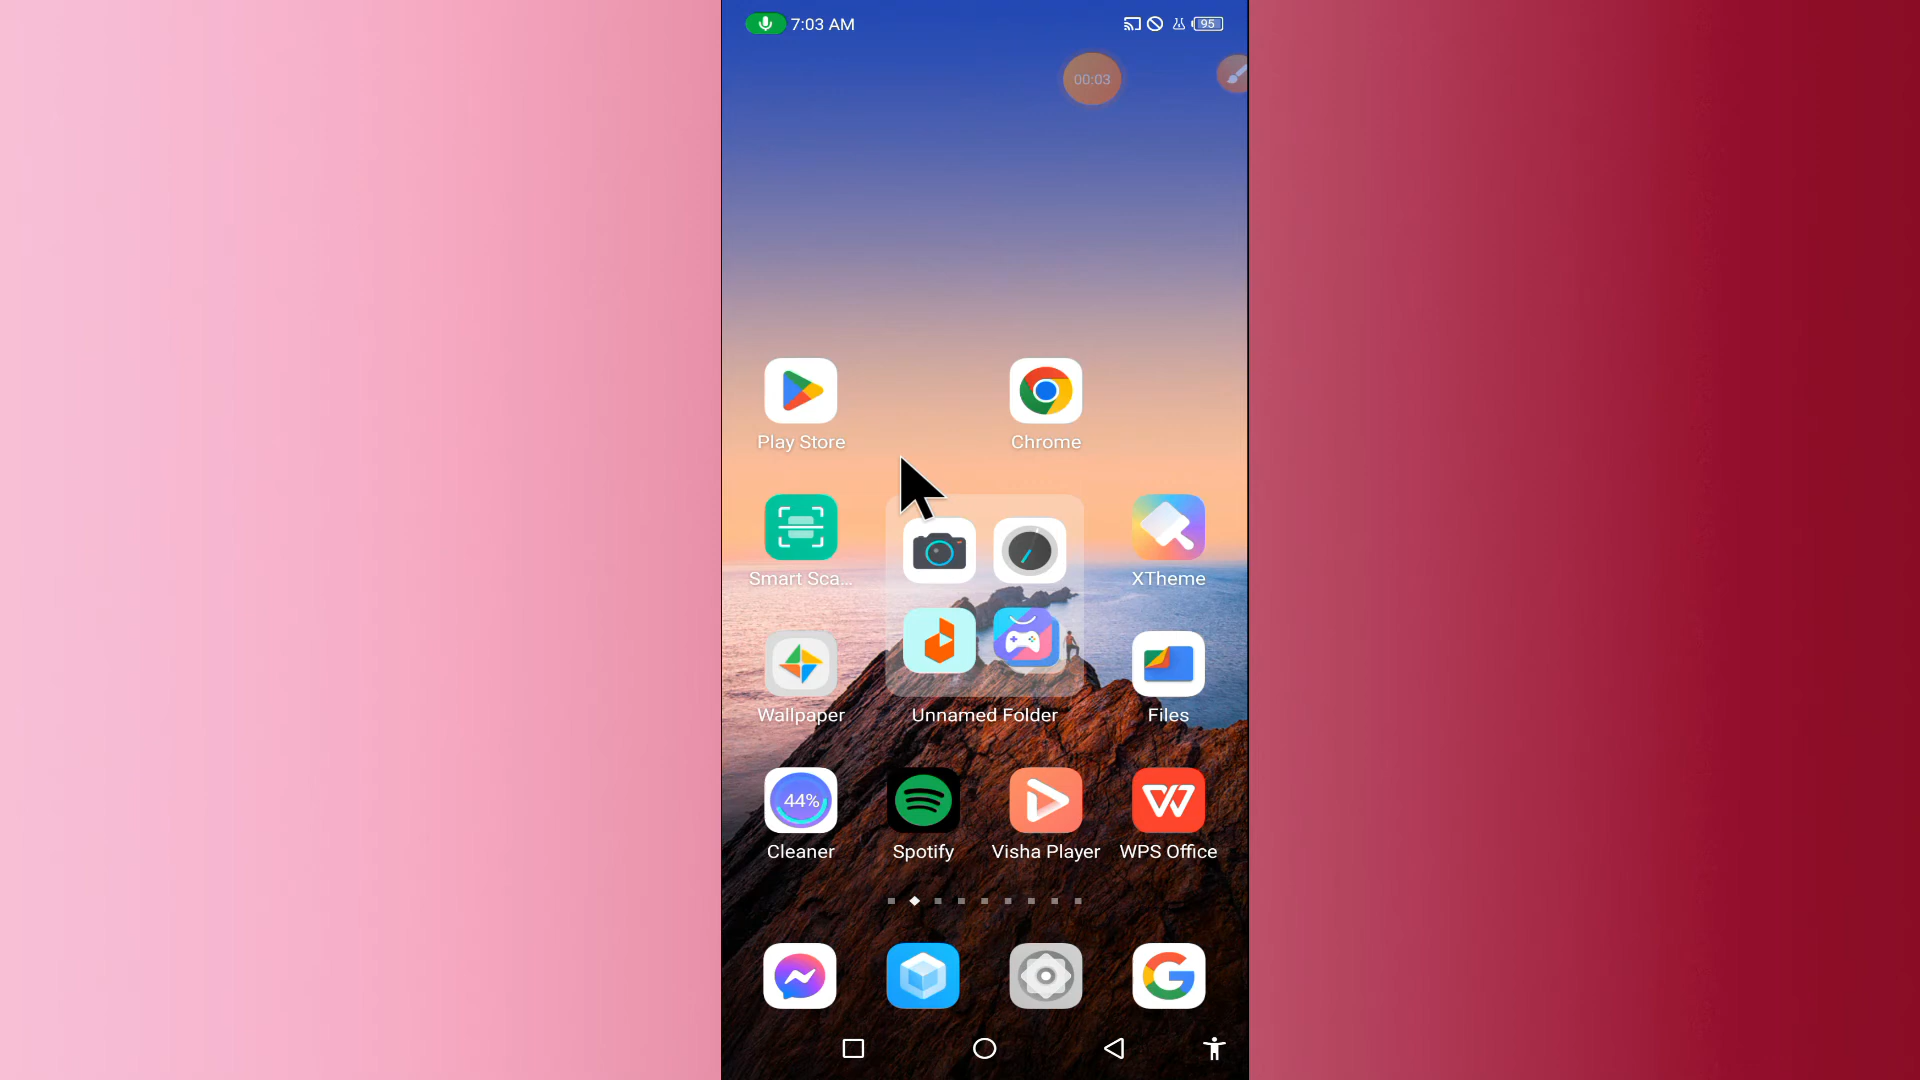 7:03 AM
95
00:03
Play Store
Chrome
Smart Sca...
XTheme
Wallpaper
Unnamed Folder
Files
44%
Cleaner
Spotify
Visha Player
WPS Office